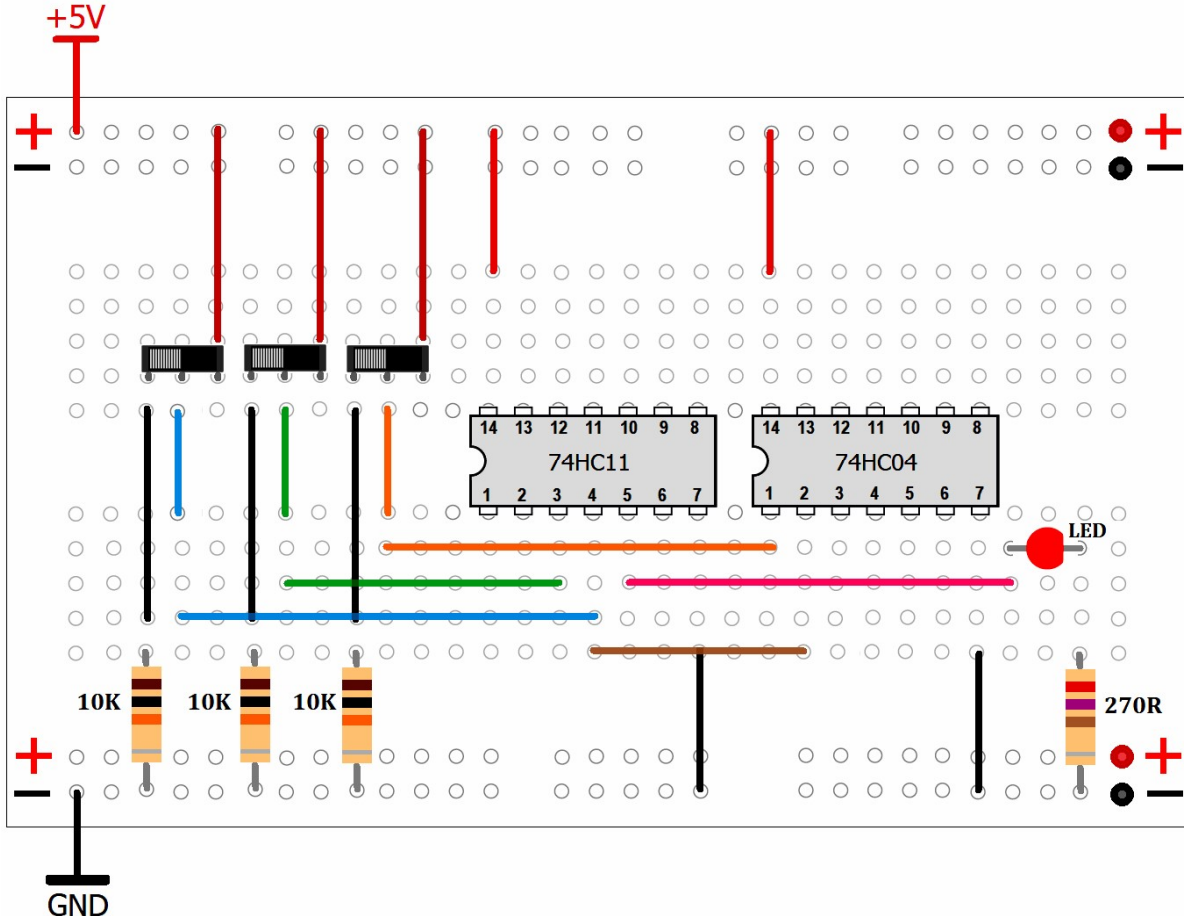 +5V
+ +
− −
14 13 12 11 10 9 8
74HC11
1 2 3 4 5 6 7
14 13 12 11 10 9 8
74HC04
1 2 3 4 5 6 7
LED
10K 10K 10K 270R
+ +
− −
GND